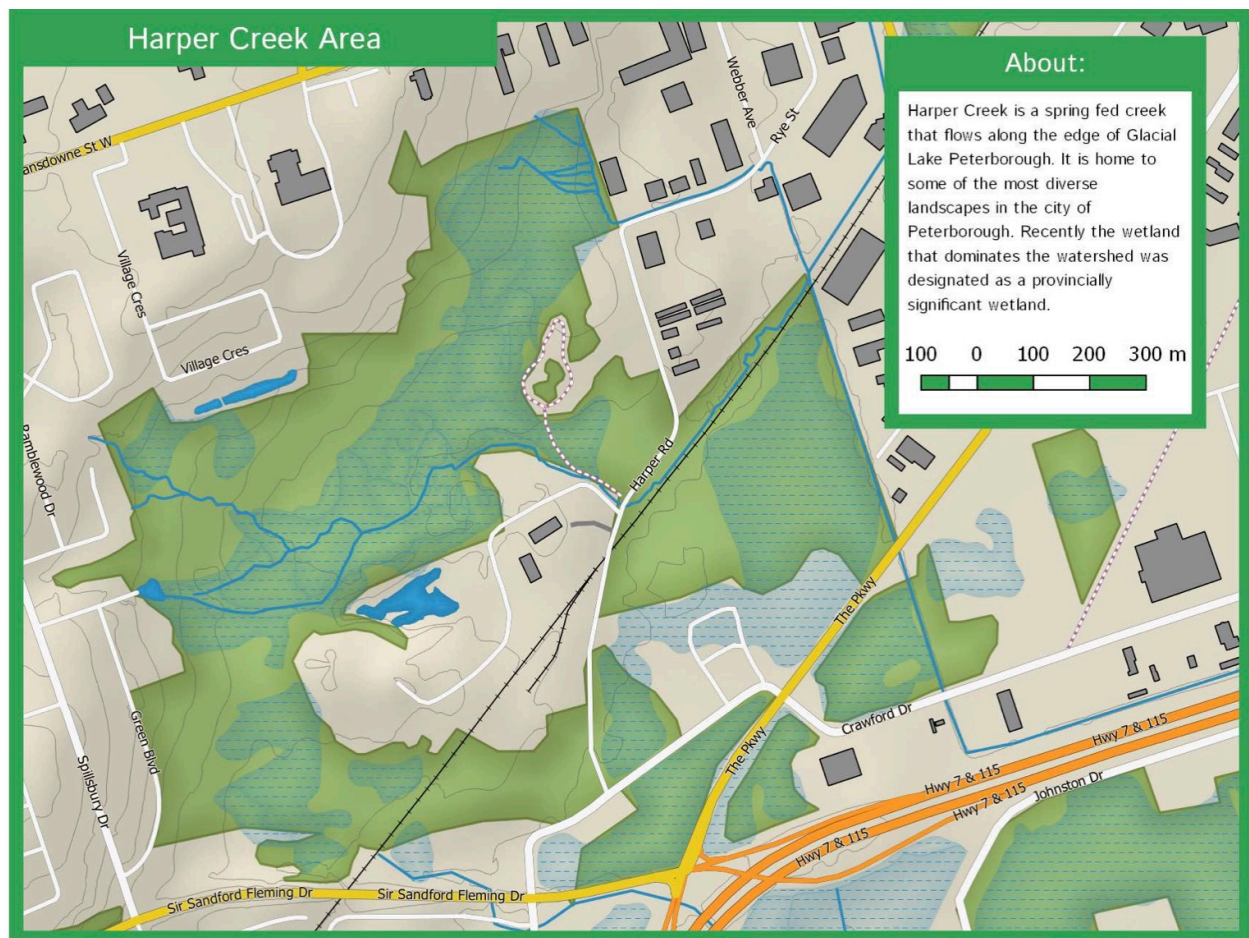 Harper Creek Area
About:
Harper Creek is a spring fed creek
that flows along the edge of Glacial
Lake Peterborough. It is home to
some of the most diverse
landscapes in the city of
Peterborough. Recently the wetland
that dominates the watershed was
designated as a provincially
significant wetland.
100 0 100 200 300 m
ansdowne St W
Webber Ave
Rye St
Village Cres
Village Cres
Ramblewood Dr
Harper Rd
The Pkwy
Green Blvd
Spillsbury Dr
The Pkwy
Crawford Dr
Hwy 7 & 115
Hwy 7 & 115
Hwy 7 & 115
Hwy 7 & 115
Johnston Dr
Sir Sandford Fleming Dr
Sir Sandford Fleming Dr